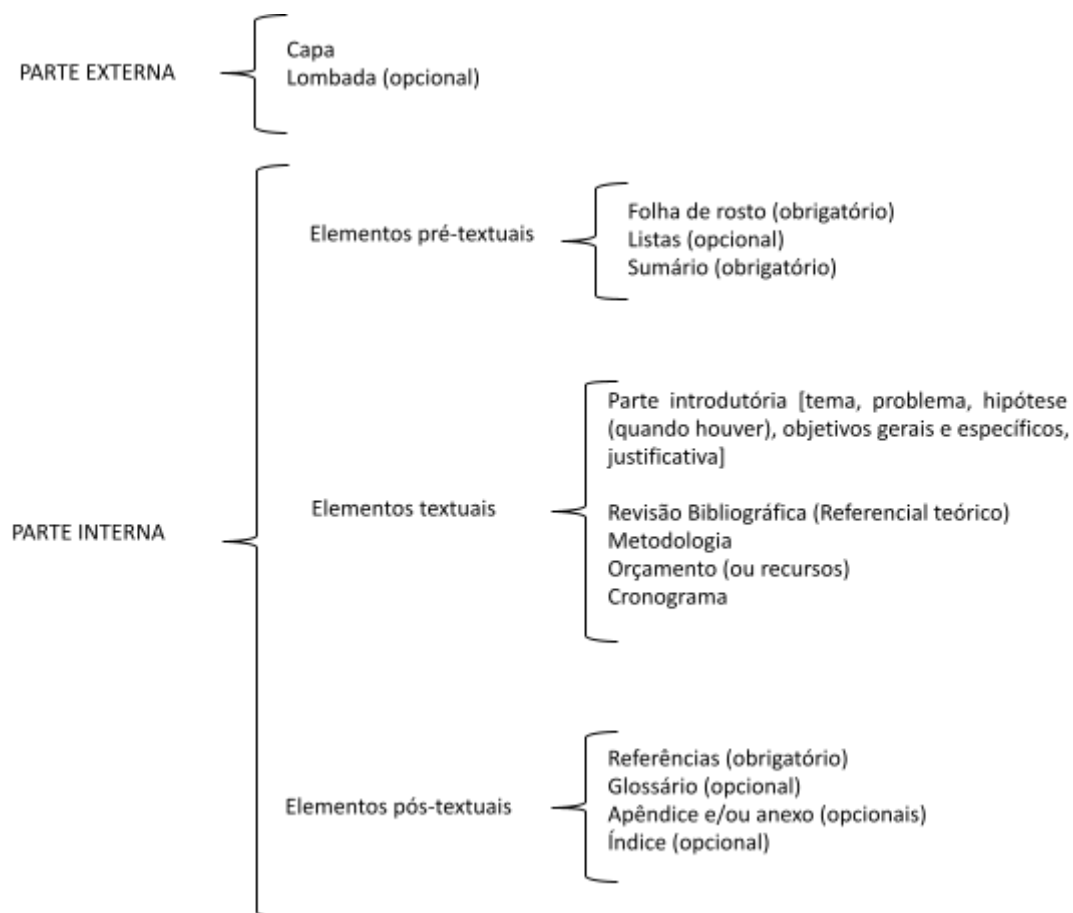 PARTE EXTERNA
Capa
Lombada (opcional)
PARTE INTERNA
Elementos pré-textuais
Folha de rosto (obrigatório)
Listas (opcional)
Sumário (obrigatório)
Elementos textuais
Parte introdutória [tema, problema, hipótese
(quando houver), objetivos gerais e específicos,
justificativa]
Revisão Bibliográfica (Referencial teórico)
Metodologia
Orçamento (ou recursos)
Cronograma
Elementos pós-textuais
Referências (obrigatório)
Glossário (opcional)
Apêndice e/ou anexo (opcionais)
Índice (opcional)